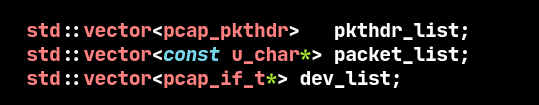 std::vector<pcap_pkthdr>   pkthdr_list;
std::vector<const u_char*> packet_list;
std::vector<pcap_if_t*> dev_list;